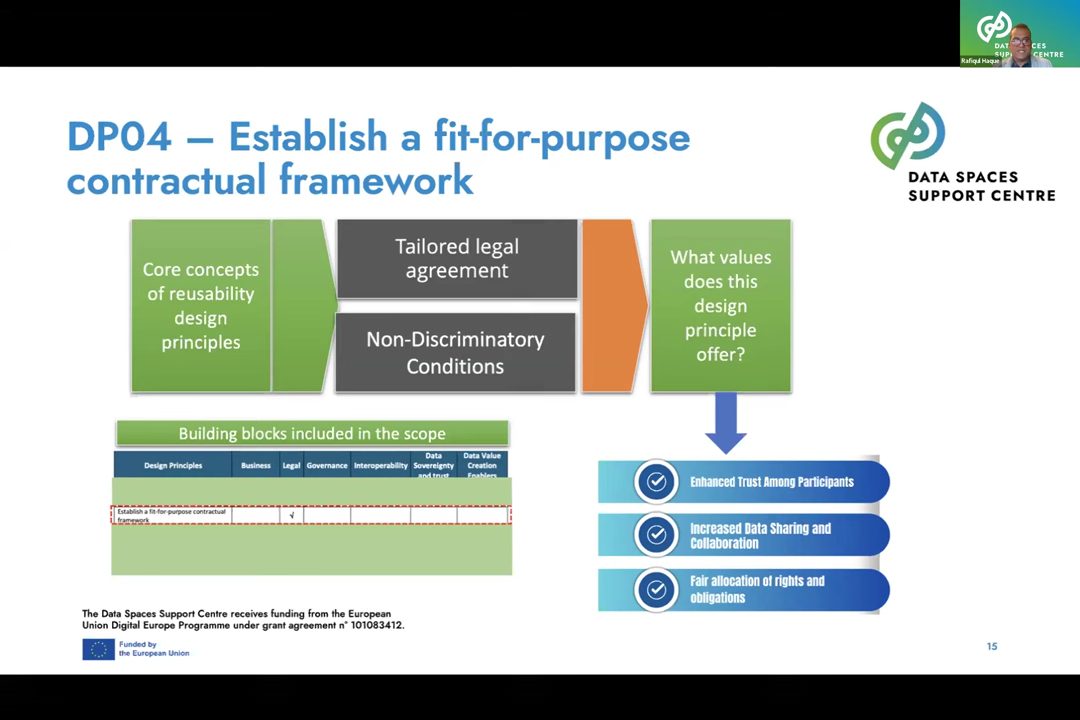 DATA SPACES
SUPPORT CENTRE
Rafiqul Haque
DP04 – Establish a fit-for-purpose
contractual framework
DATA SPACES
SUPPORT CENTRE
Core concepts
of reusability
design
principles
Tailored legal
agreement
Non-Discriminatory
Conditions
What values
does this
design
principle
offer?
Building blocks included in the scope
Design Principles Business Legal Governance Interoperability Data Sovereignty and trust Data Value Creation Enablers
Establish a fit-for-purpose contractual
framework
√
Enhanced Trust Among Participants
Increased Data Sharing and
Collaboration
Fair allocation of rights and
obligations
The Data Spaces Support Centre receives funding from the European
Union Digital Europe Programme under grant agreement n° 101083412.
Funded by
the European Union
15